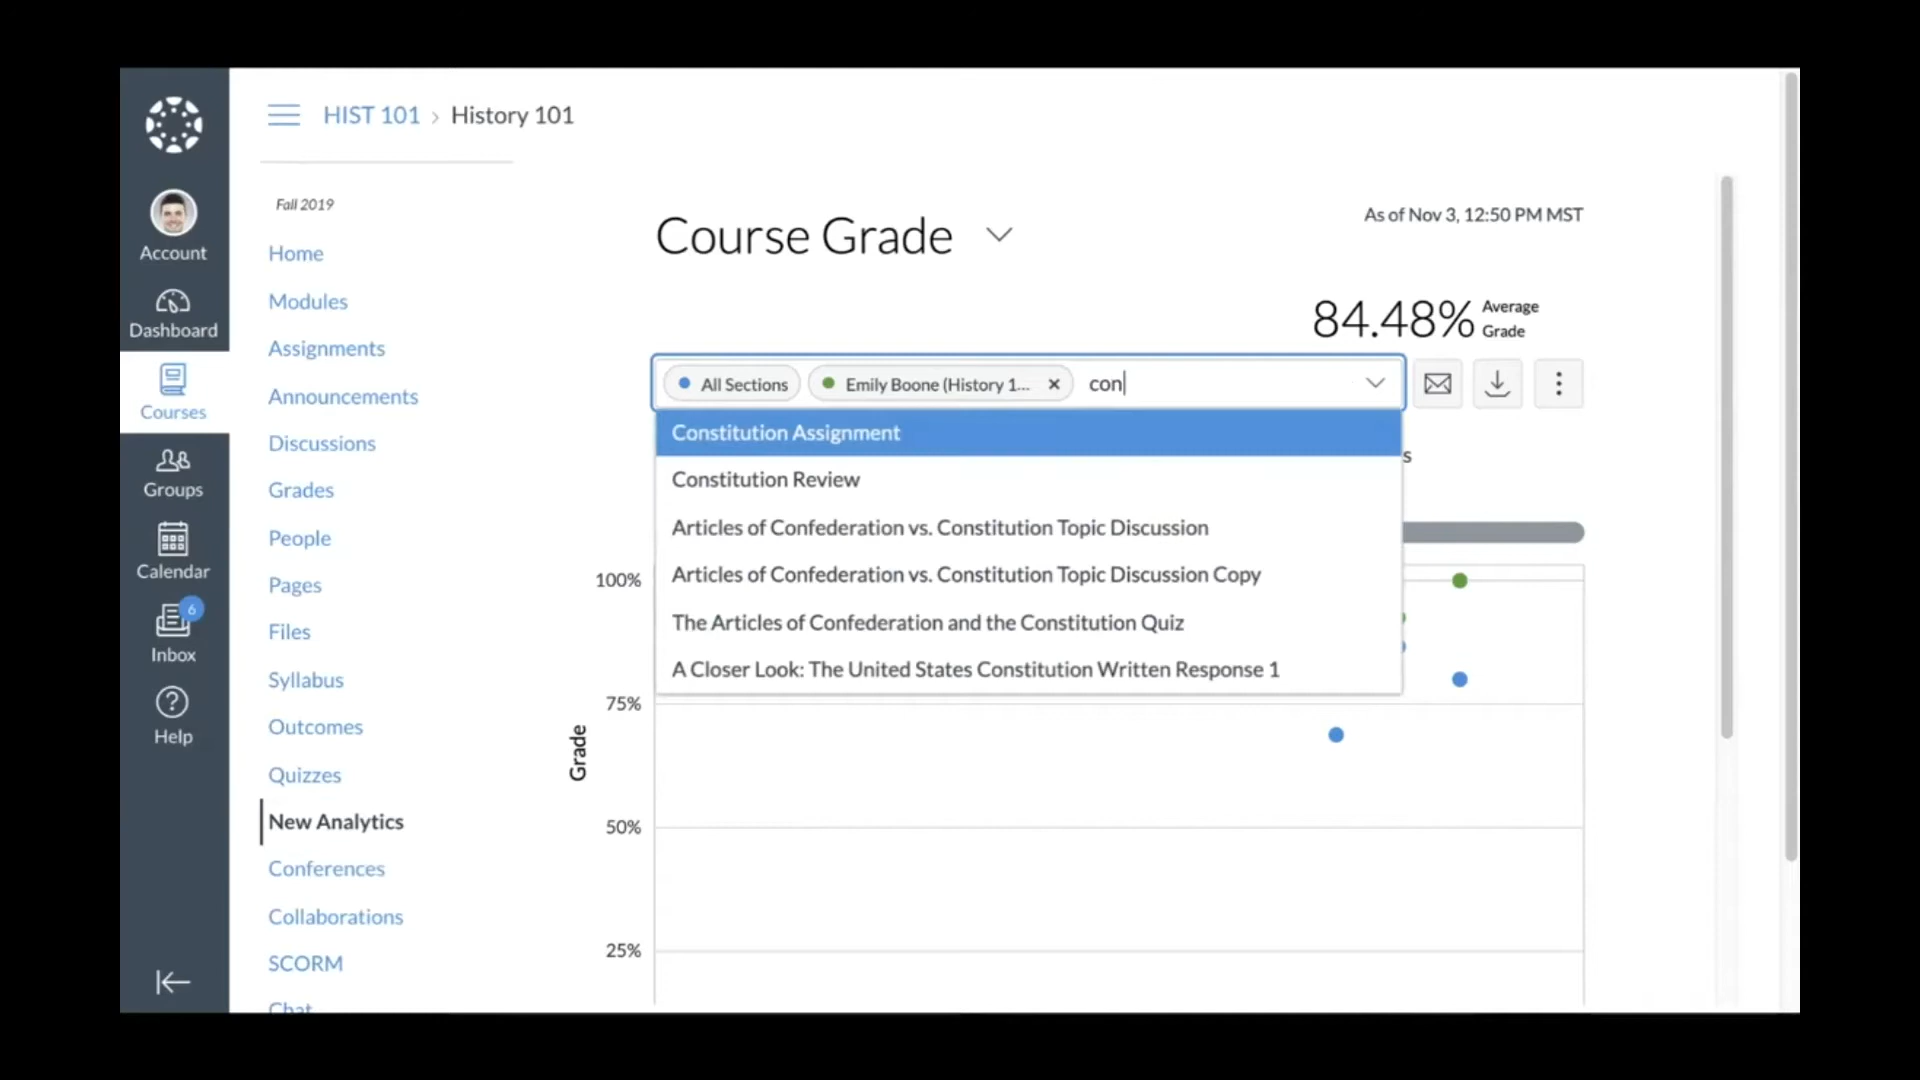 HIST 101 › History 101
Account
Dashboard
Courses
Groups
Calendar
6
Inbox
Help
Fall 2019
Home
Modules
Assignments
Announcements
Discussions
Grades
People
Pages
Files
Syllabus
Outcomes
Quizzes
New Analytics
Conferences
Collaborations
SCORM
Chat
Course Grade
As of Nov 3, 12:50 PM MST
84.48% Average
Grade
All Sections
Emily Boone (History 1...
con
Constitution Assignment
Constitution Review
Articles of Confederation vs. Constitution Topic Discussion
Articles of Confederation vs. Constitution Topic Discussion Copy
The Articles of Confederation and the Constitution Quiz
A Closer Look: The United States Constitution Written Response 1
s
100%
75%
50%
25%
Grade